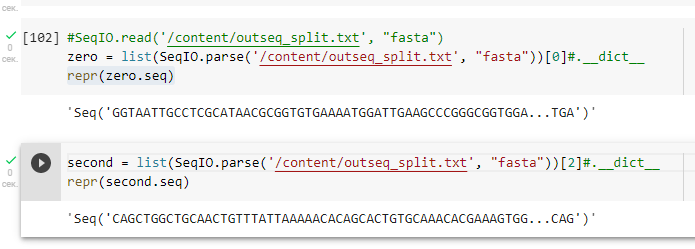 сек.
[102] #SeqIO.read('/content/outseq_split.txt', "fasta")
0 zero = list(SeqIO.parse('/content/outseq_split.txt', "fasta"))[0]#.__dict__
сек. repr(zero.seq)
'Seq('GGTAATTGCCTCGCATAACGCGGTGTGAAAATGGATTGAAGCCCGGGCGGTGGA...TGA')'
0 second = list(SeqIO.parse('/content/outseq_split.txt', "fasta"))[2]#.__dict__
сек. repr(second.seq)
'Seq('CAGCTGGCTGCAACTGTTTATTAAAAACACAGCACTGTGCAAACACGAAAGTGG...CAG')'